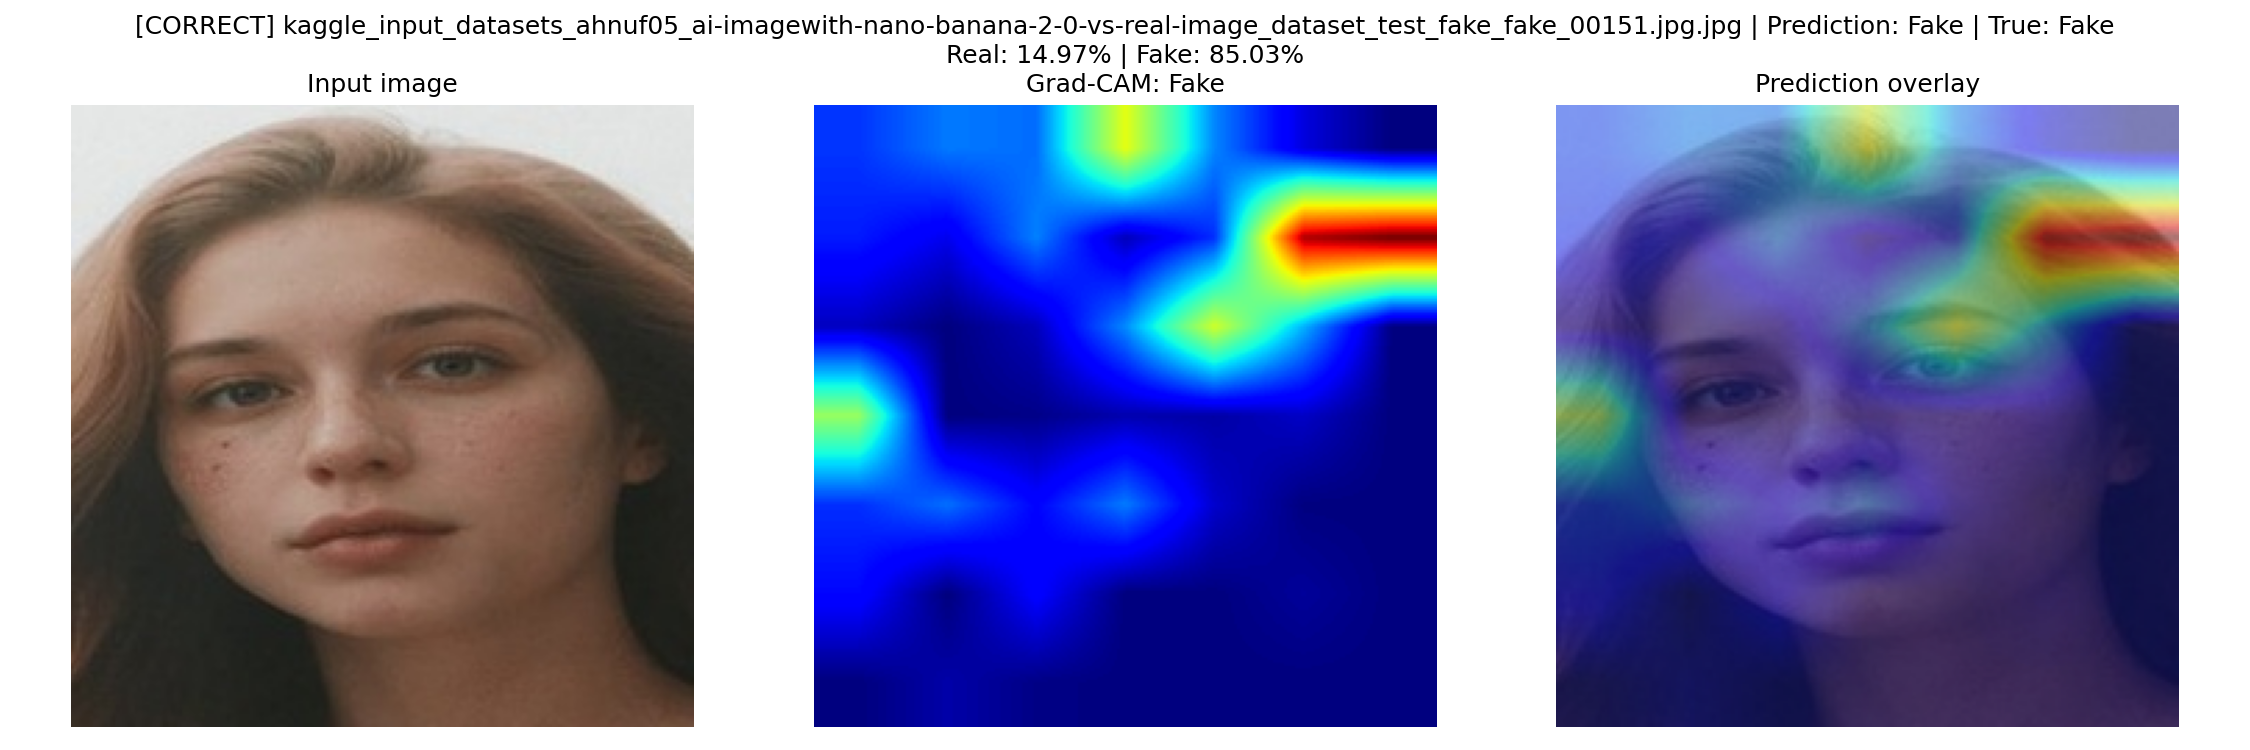 [CORRECT] kaggle_input_datasets_ahnuf05_ai-imagewith-nano-banana-2-0-vs-real-image_dataset_test_fake_fake_00151.jpg.jpg | Prediction: Fake | True: Fake
Real: 14.97% | Fake: 85.03%
Input image
Grad-CAM: Fake
Prediction overlay